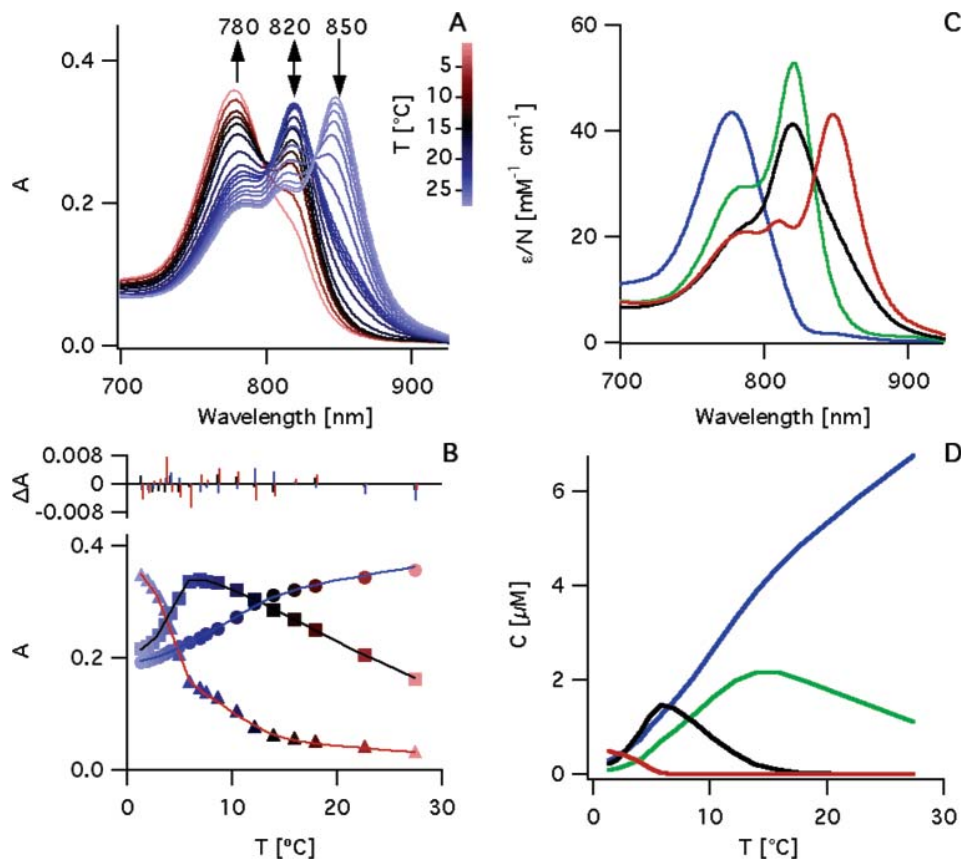 A
780 820 850
0.4
0.2
0.0
A
T [°C]
5
10
15
20
25
700 800 900
Wavelength [nm]
C
60
40
20
0
ε/N [mM⁻¹ cm⁻¹]
700 800 900
Wavelength [nm]
B
0.008
0
-0.008
ΔA
0.4
0.2
0.0
A
0 10 20 30
T [ºC]
D
6
4
2
0
C [µM]
0 10 20 30
T [°C]